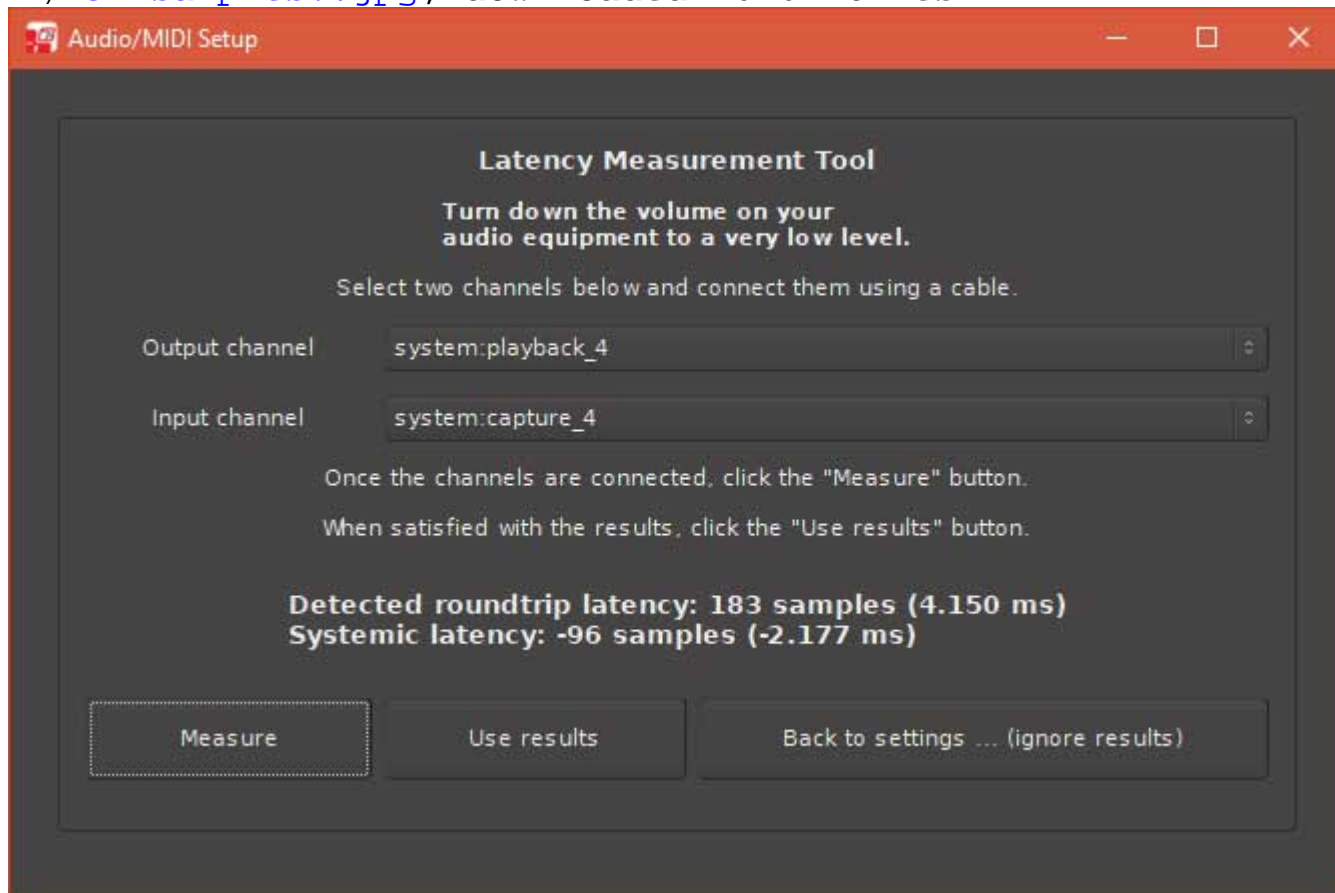 Audio/MIDI Setup
Latency Measurement Tool
Turn down the volume on your
audio equipment to a very low level.
Select two channels below and connect them using a cable.
Output channel system:playback_4
Input channel system:capture_4
Once the channels are connected, click the "Measure" button.
When satisfied with the results, click the "Use results" button.
Detected roundtrip latency: 183 samples (4.150 ms)
Systemic latency: -96 samples (-2.177 ms)
Measure Use results Back to settings ... (ignore results)